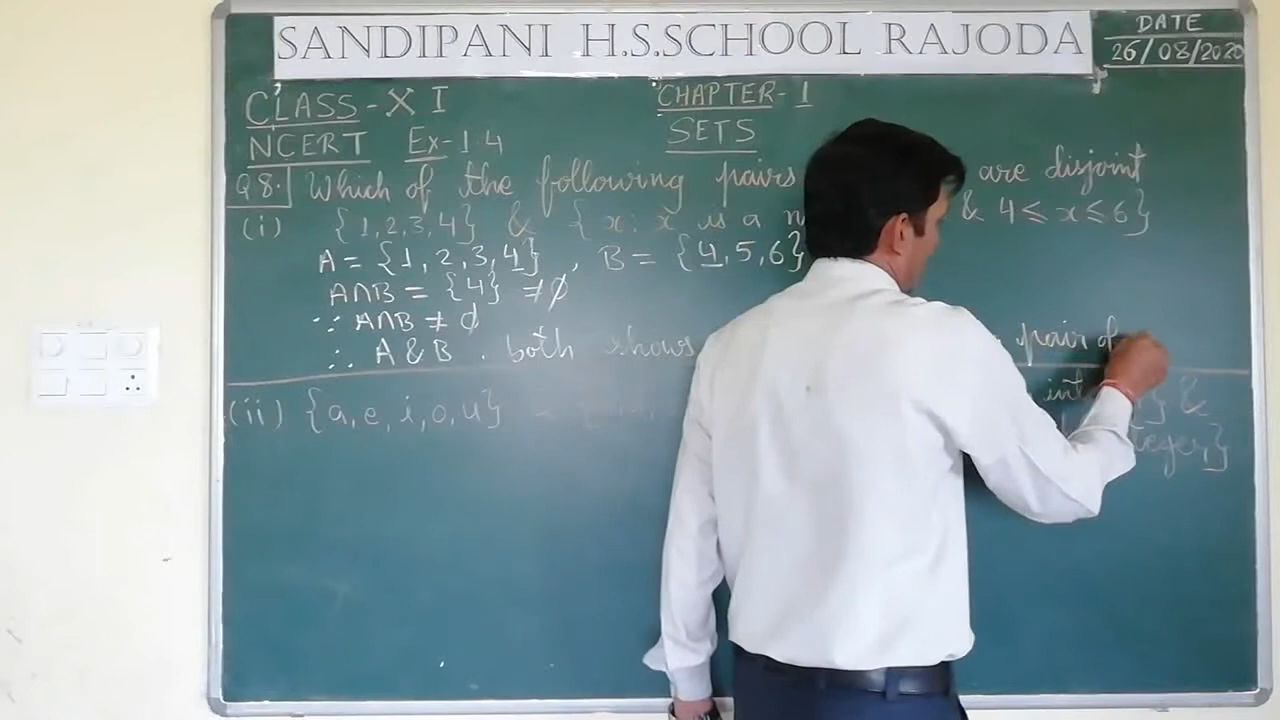 SANDIPANI H.S.SCHOOL RAJODA
DATE
26/08/2020
CLASS-XI
CHAPTER-1
NCERT Ex-1.4
SETS
Q8. Which of the following pairs are disjoint
(i) {1,2,3,4} & {x: x is a & 4≤x≤6}
A = {1,2,3,4}, B = {4,5,6}
A∩B = {4} ≠ϕ
∵ A∩B ≠ ϕ
∴ A & B both shows pair of
(ii) {a,e,i,o,u} } &